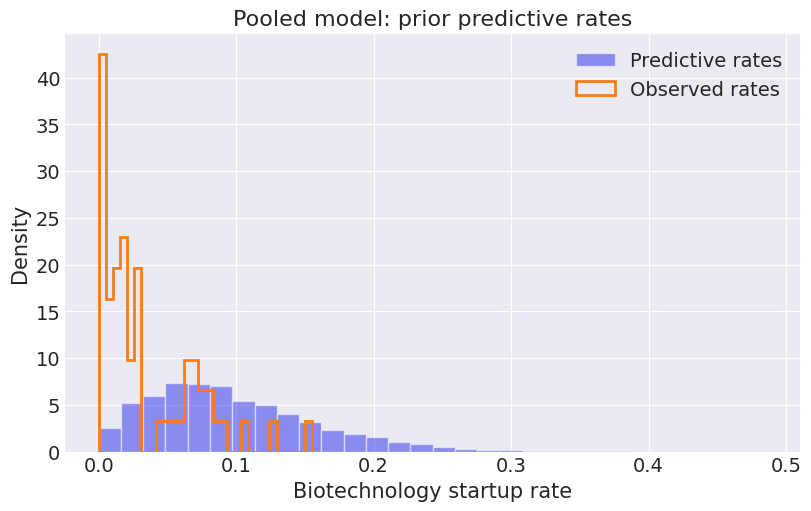 Pooled model: prior predictive rates
Predictive rates
Observed rates
Density
40
35
30
25
20
15
10
5
0
0.0 0.1 0.2 0.3 0.4 0.5
Biotechnology startup rate